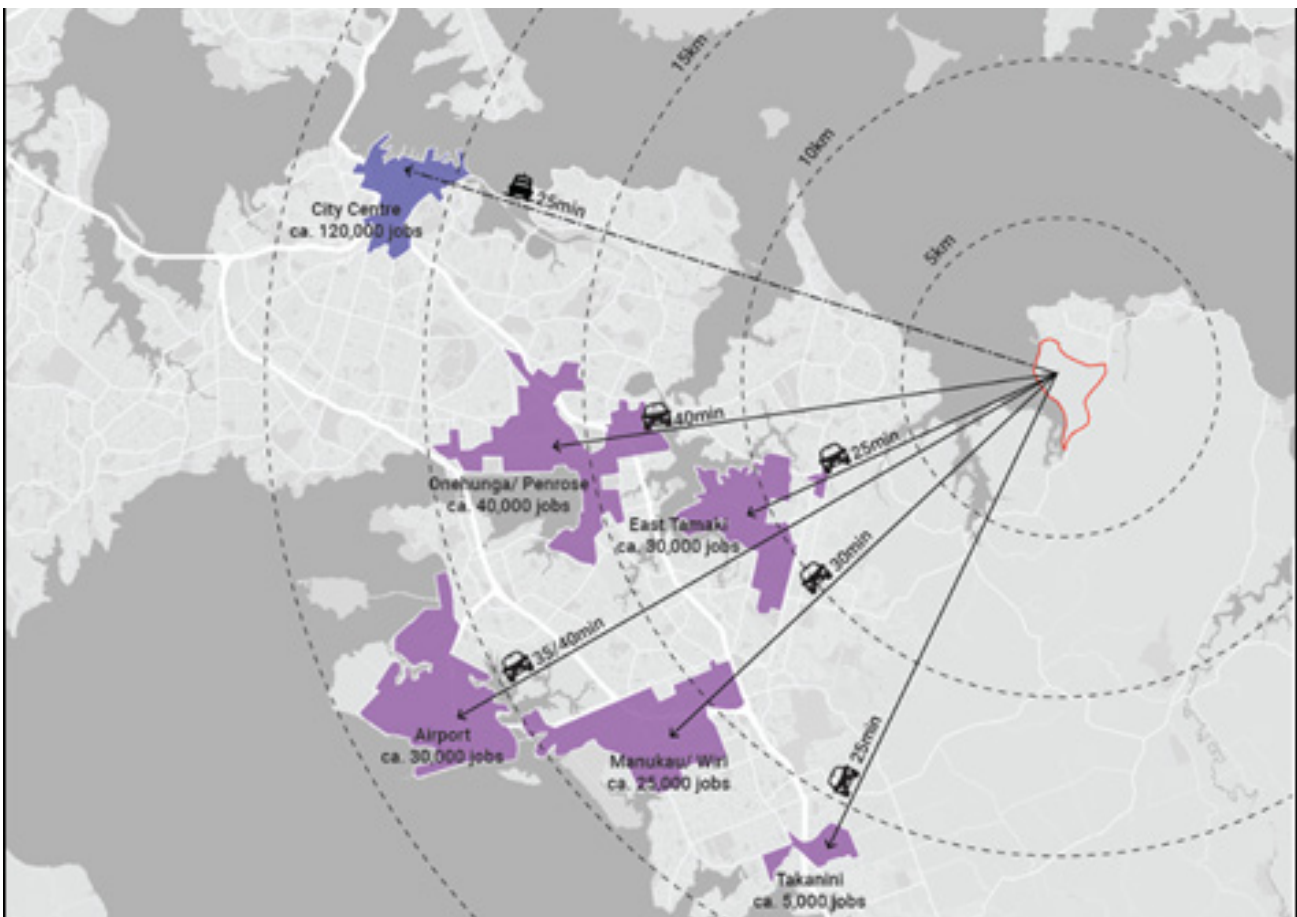 15km
10km
5km
25min
City Centre
ca. 120,000 jobs
40min
25min
Onehunga/ Penrose
ca. 40,000 jobs
East Tamaki
ca. 30,000 jobs
30min
35/40min
Airport
ca. 30,000 jobs
Manukau/ Wiri
ca. 25,000 jobs
25min
Takanini
ca. 5,000 jobs